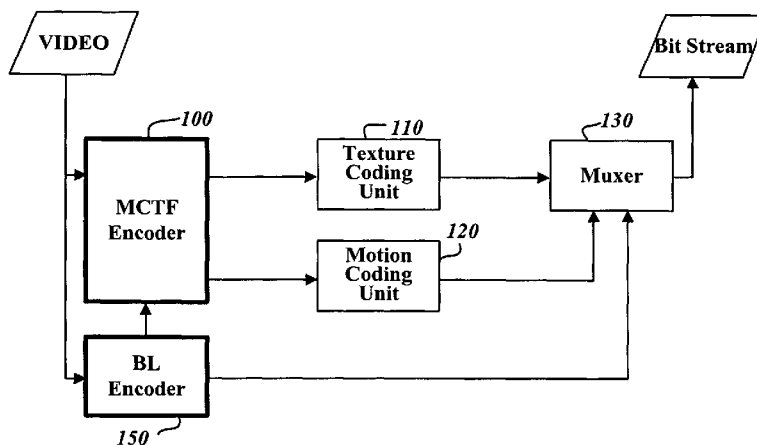 VIDEO
Bit Stream
100
110
130
Texture
Coding
Unit
Muxer
MCTF
Encoder
120
Motion
Coding
Unit
BL
Encoder
150